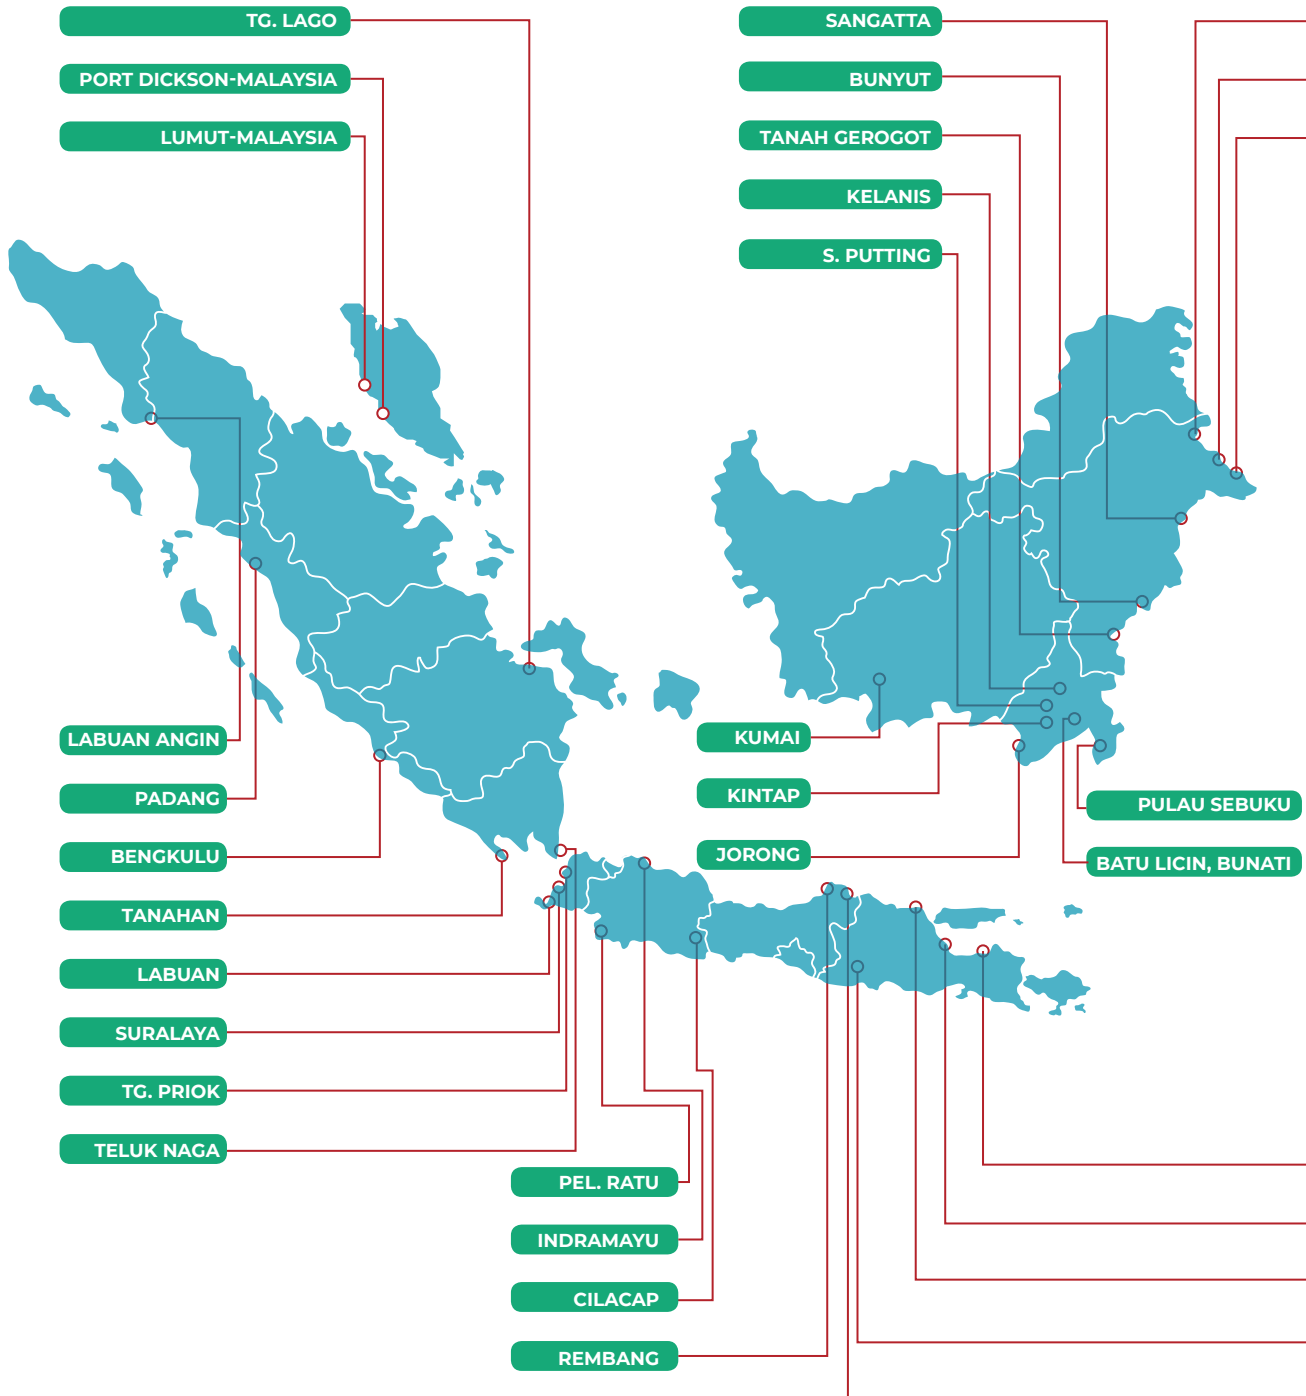 TG. LAGO
PORT DICKSON-MALAYSIA
LUMUT-MALAYSIA
SANGATTA
BUNYUT
TANAH GEROGOT
KELANIS
S. PUTTING
LABUAN ANGIN
PADANG
BENGKULU
TANAHAN
LABUAN
SURALAYA
TG. PRIOK
TELUK NAGA
KUMAI
KINTAP
JORONG
PULAU SEBUKU
BATU LICIN, BUNATI
PEL. RATU
INDRAMAYU
CILACAP
REMBANG